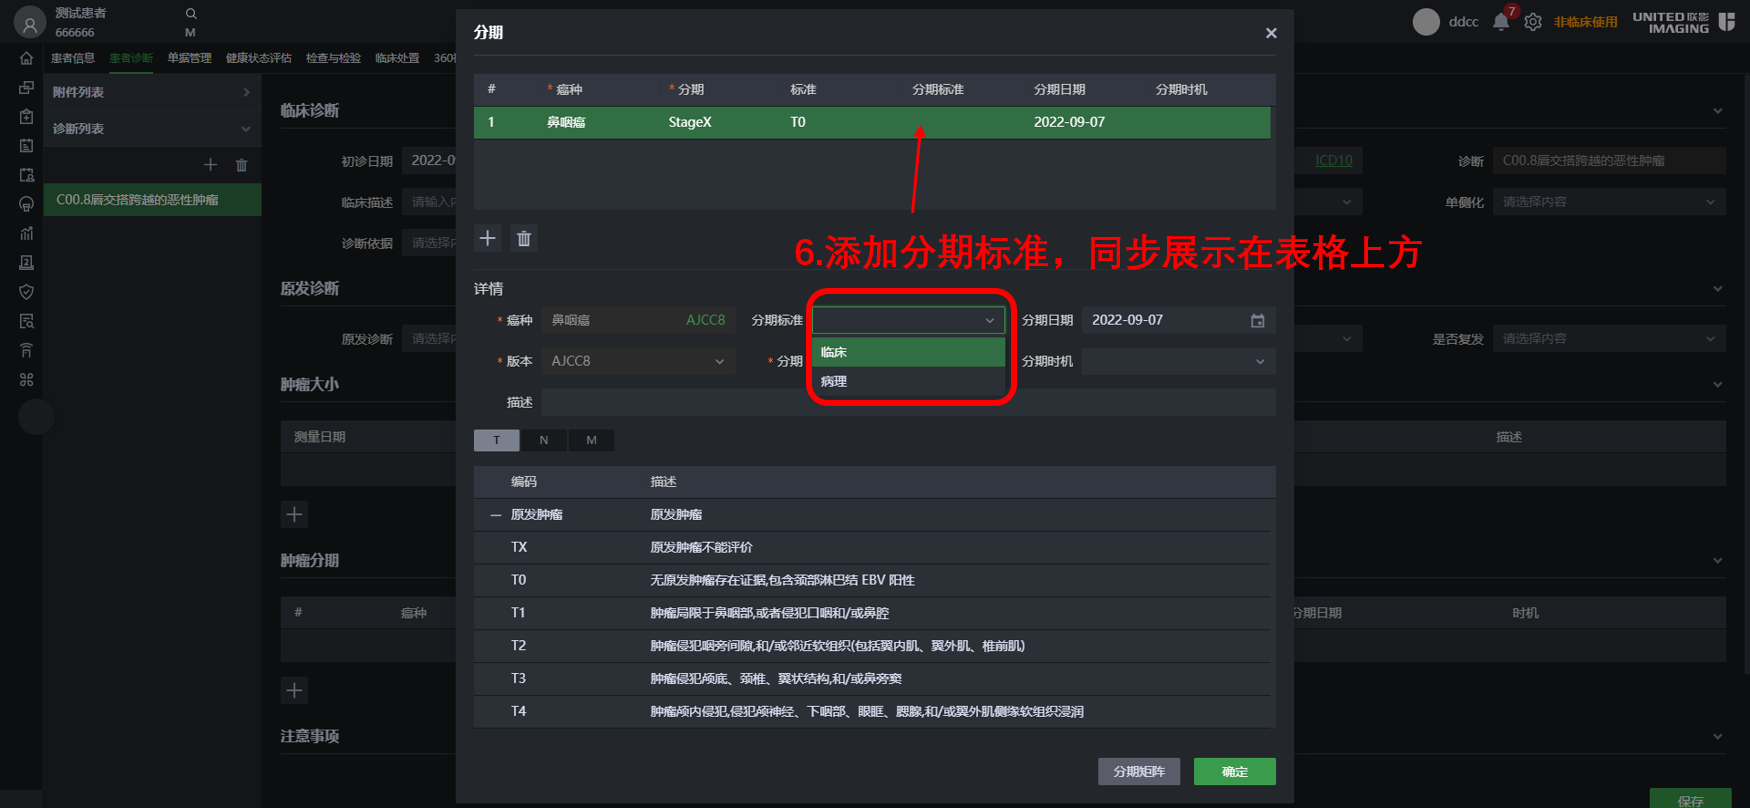 测试患者
666666
M
ddcc
7
非临床使用
UNITED 联影
IMAGING
患者信息 患者诊断 单据管理 健康状态评估 检查与检验 临床处置
附件列表
诊断列表
C00.8唇交搭跨越的恶性肿瘤
临床诊断
初诊日期 2022-0
ICD10
诊断 C00.8唇交搭跨越的恶性肿瘤
临床描述 请输入
单侧化 请选择内容
诊断依据 请选择
原发诊断
原发诊断 请选择
是否复发 请选择内容
肿瘤大小
测量日期 描述
肿瘤分期
# 癌种 分期日期 时机
注意事项
保存
分期
# * 癌种 * 分期 标准 分期标准 分期日期 分期时机
1 鼻咽癌 StageX T0 2022-09-07
6.添加分期标准，同步展示在表格上方
详情
* 癌种 鼻咽癌 AJCC8 分期标准 分期日期 2022-09-07
临床
* 版本 AJCC8 * 分期 分期时机
病理
描述
T N M
编码 描述
原发肿瘤 原发肿瘤
TX 原发肿瘤不能评价
T0 无原发肿瘤存在证据,包含颈部淋巴结 EBV 阳性
T1 肿瘤局限于鼻咽部,或者侵犯口咽和/或鼻腔
T2 肿瘤侵犯咽旁间隙,和/或邻近软组织(包括翼内肌、翼外肌、椎前肌)
T3 肿瘤侵犯颅底、颈椎、翼状结构,和/或鼻旁窦
T4 肿瘤颅内侵犯,侵犯颅神经、下咽部、眼眶、腮腺,和/或翼外肌侧缘软组织浸润
分期矩阵 确定